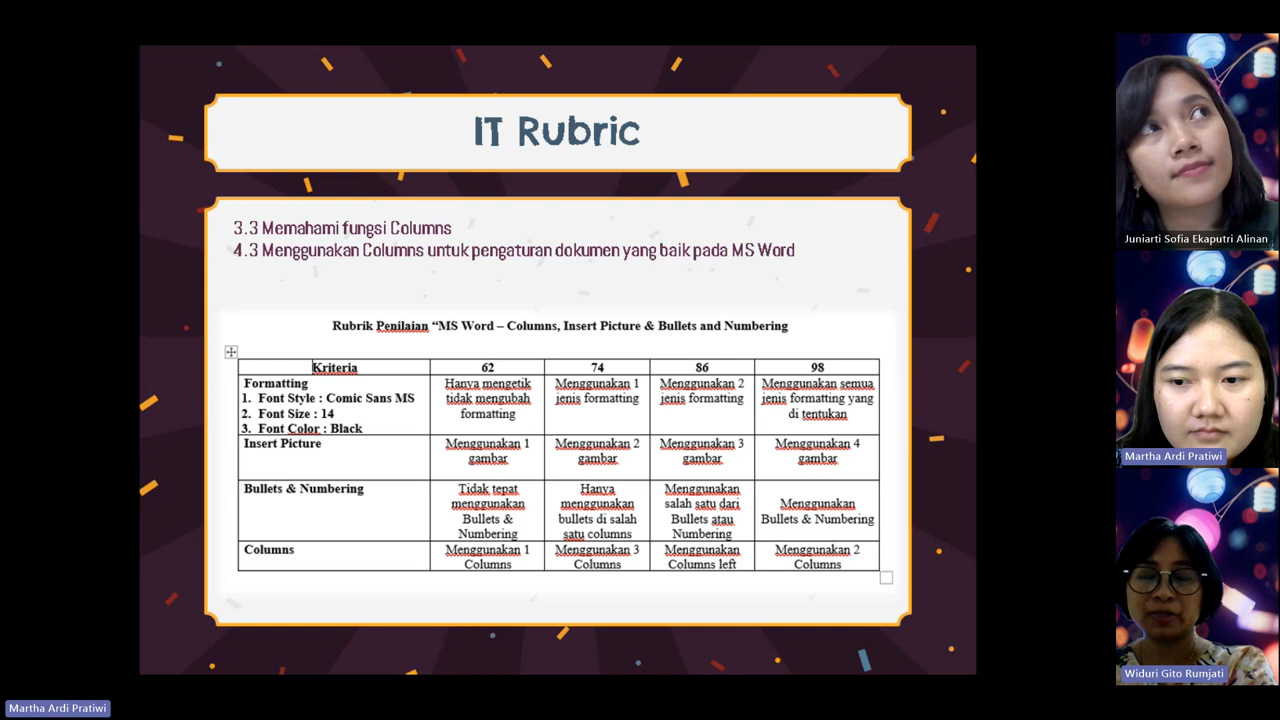 IT Rubric
3.3 Memahami fungsi Columns
4.3 Menggunakan Columns untuk pengaturan dokumen yang baik pada MS Word
Rubrik Penilaian “MS Word – Columns, Insert Picture & Bullets and Numbering
Kriteria 62 74 86 98
Formatting
1. Font Style : Comic Sans MS
2. Font Size : 14
3. Font Color : Black
Hanya mengetik
tidak mengubah
formatting
Menggunakan 1
jenis formatting
Menggunakan 2
jenis formatting
Menggunakan semua
jenis formatting yang
di tentukan
Insert Picture
Menggunakan 1
gambar
Menggunakan 2
gambar
Menggunakan 3
gambar
Menggunakan 4
gambar
Bullets & Numbering
Tidak tepat
menggunakan
Bullets &
Numbering
Hanya
menggunakan
bullets di salah
satu columns
Menggunakan
salah satu dari
Bullets atau
Numbering
Menggunakan
Bullets & Numbering
Columns
Menggunakan 1
Columns
Menggunakan 3
Columns
Menggunakan
Columns left
Menggunakan 2
Columns
Juniarti Sofia Ekaputri Alinan
Martha Ardi Pratiwi
Widuri Gito Rumjati
Martha Ardi Pratiwi